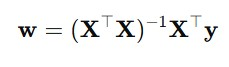 w = (X⊤X)⁻¹X⊤y